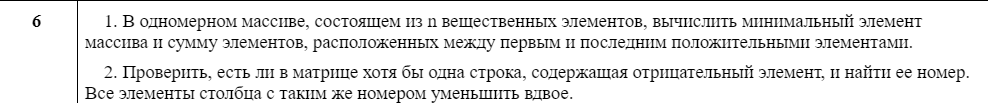 6
1. В одномерном массиве, состоящем из n вещественных элементов, вычислить минимальный элемент
массива и сумму элементов, расположенных между первым и последним положительными элементами.
2. Проверить, есть ли в матрице хотя бы одна строка, содержащая отрицательный элемент, и найти ее номер.
Все элементы столбца с таким же номером уменьшить вдвое.